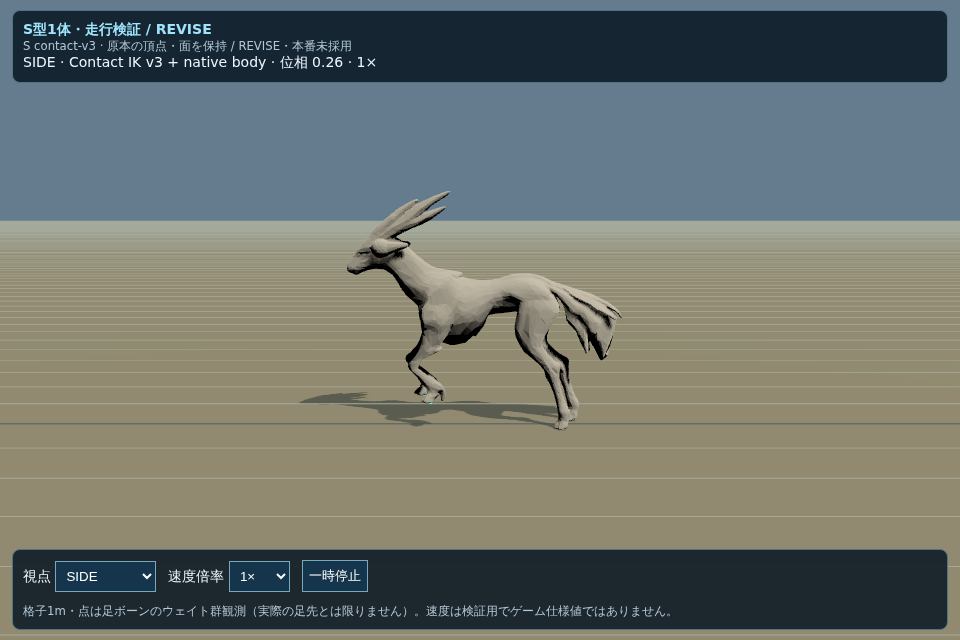 S型1体・走行検証 / REVISE
S contact-v3 · 原本の頂点・面を保持 / REVISE・本番未採用
SIDE · Contact IK v3 + native body · 位相 0.26 · 1×
視点 SIDE 速度倍率 1× 一時停止
格子1m・点は足ボーンのウェイト群観測（実際の足先とは限りません）。速度は検証用でゲーム仕様値ではありません。